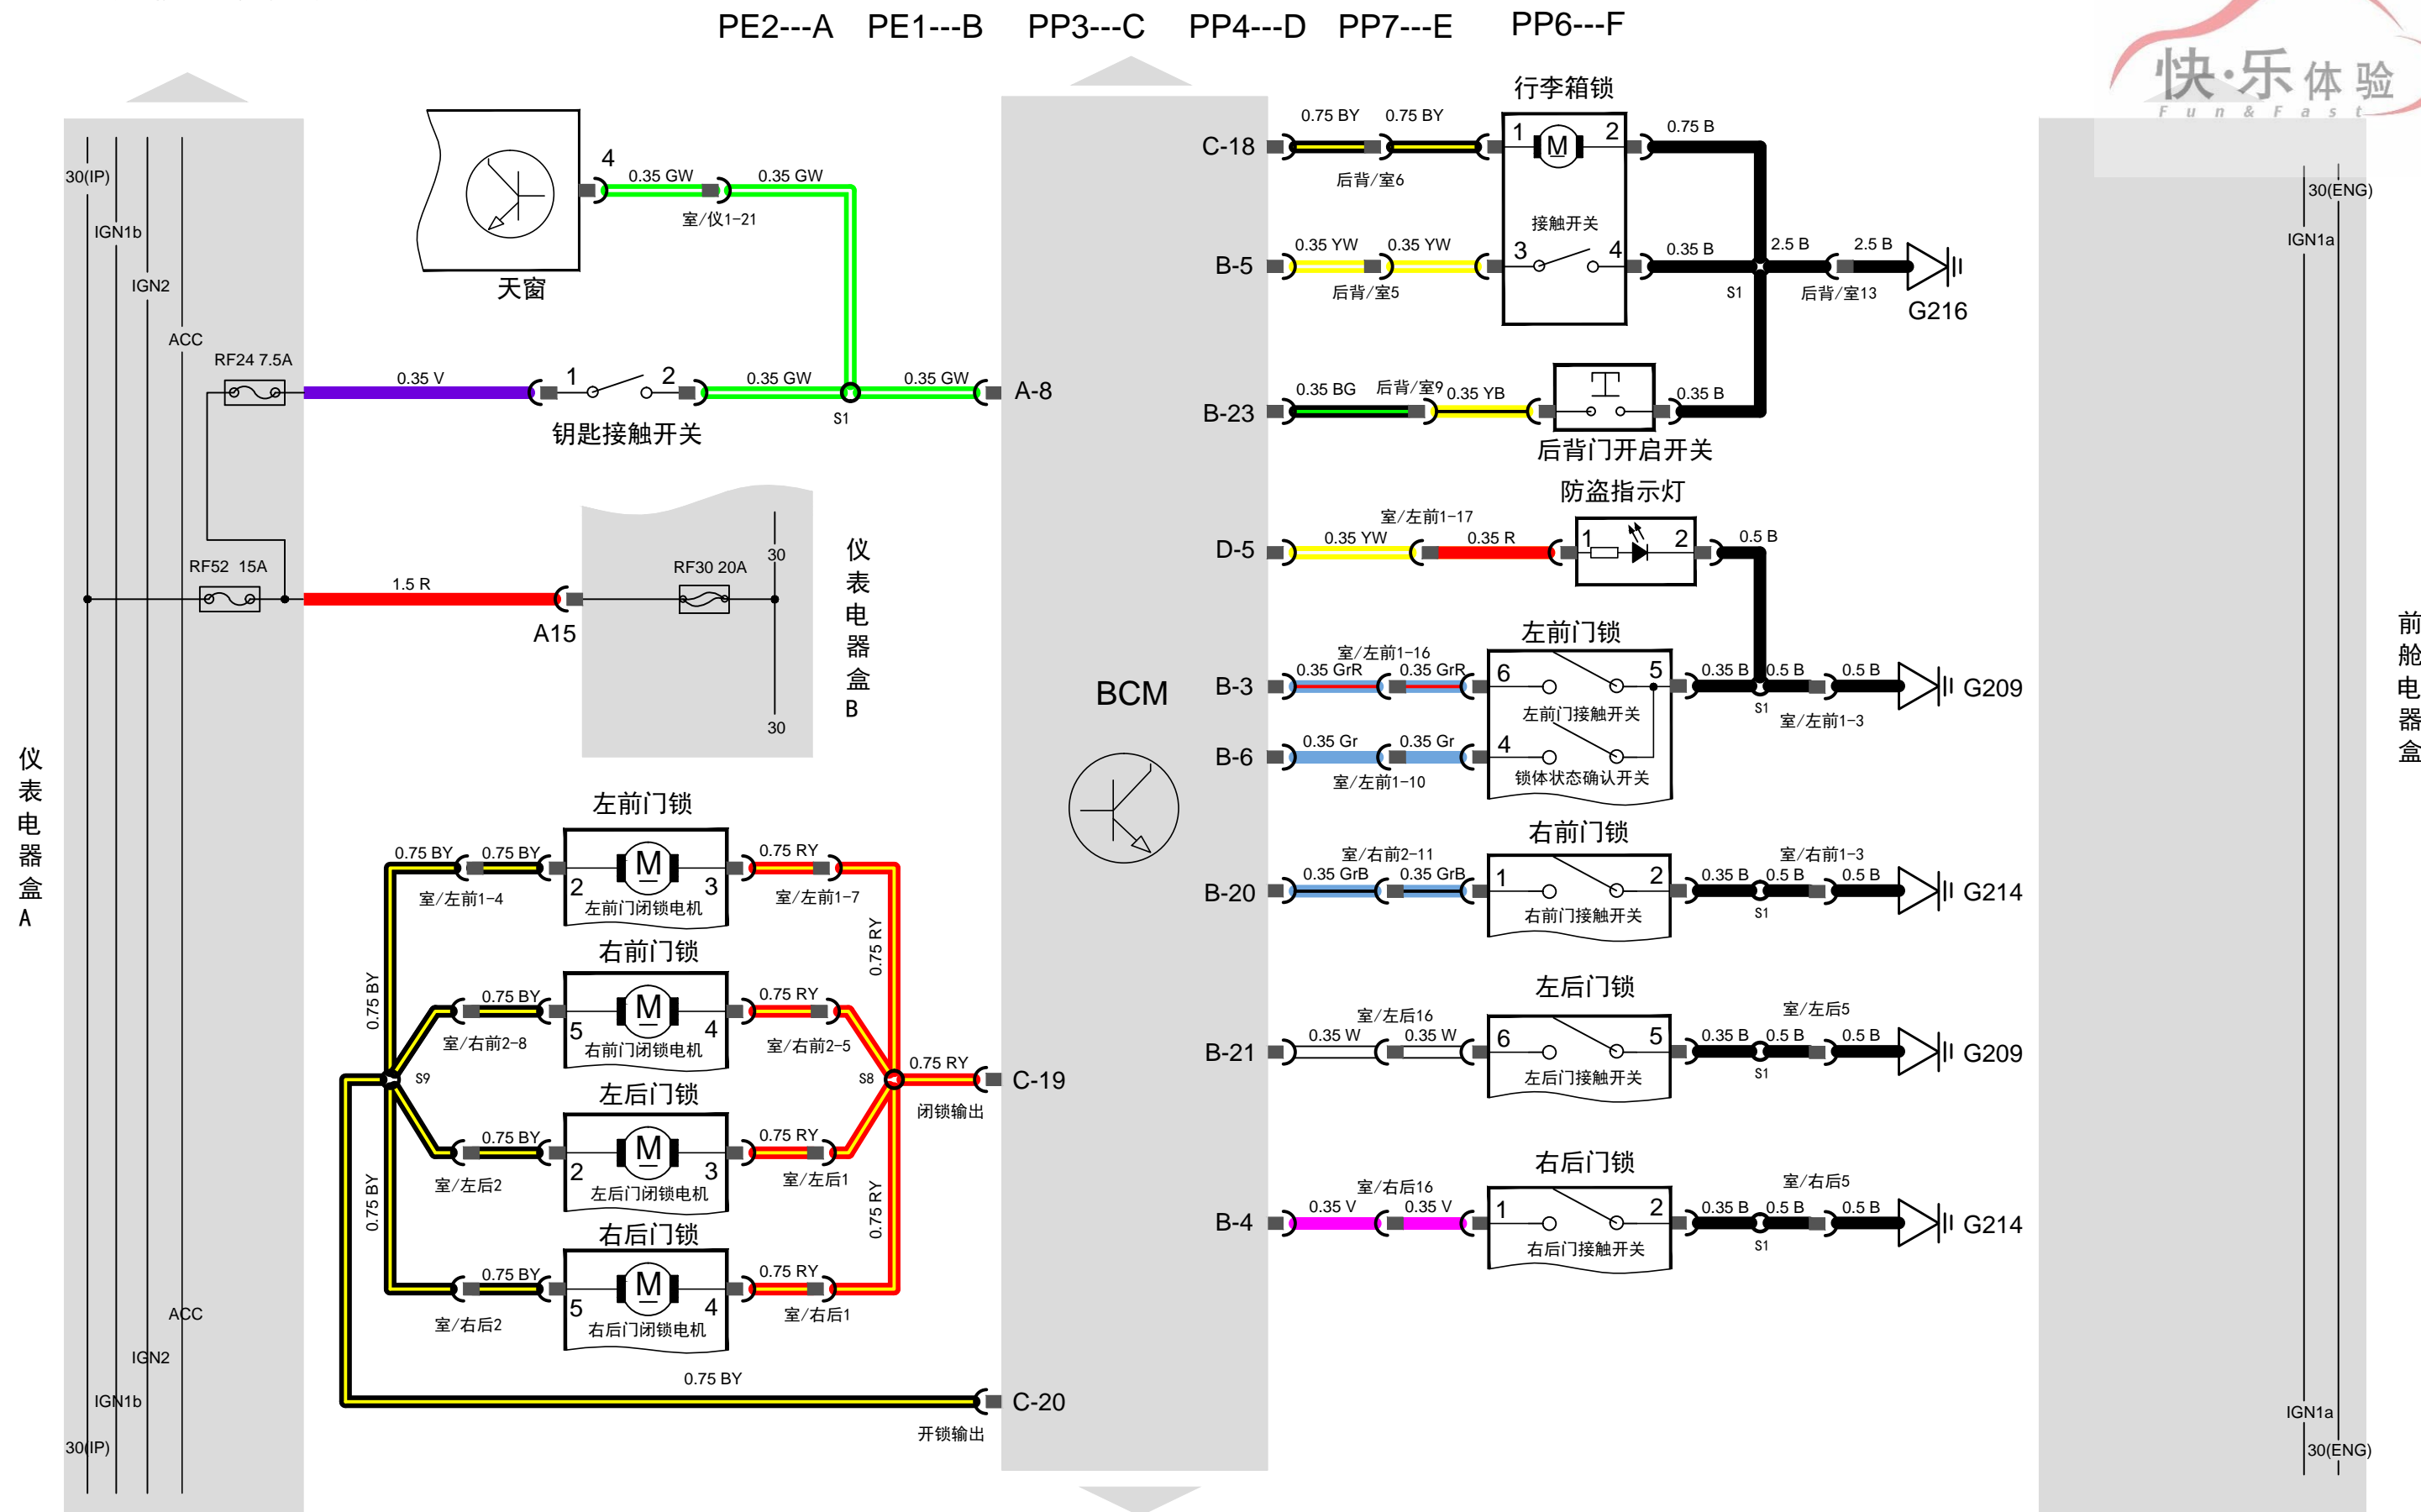 PE2---A PE1---B PP3---C PP4---D PP7---E PP6---F
快·乐体验
Fun & Fast
30(IP)
IGN1b
IGN2
ACC
RF24 7.5A
RF52 15A
仪表电器盒A
ACC
IGN2
IGN1b
30(IP)
4
0.35 GW 0.35 GW
室/仪1-21
天窗
0.35 V
1 2
0.35 GW 0.35 GW
S1
A-8
钥匙接触开关
1.5 R
A15
RF30 20A
30
30
仪表电器盒B
左前门锁
0.75 BY 0.75 BY
M
2 3
0.75 RY
室/左前1-4
左前门闭锁电机
室/左前1-7
0.75 BY
0.75 RY
右前门锁
0.75 BY
M
5 4
0.75 RY
室/右前2-8
右前门闭锁电机
室/右前2-5
S9
S8
0.75 RY
C-19
闭锁输出
左后门锁
0.75 BY
M
2 3
0.75 RY
室/左后2
左后门闭锁电机
室/左后1
0.75 BY
0.75 RY
右后门锁
0.75 BY
M
5 4
0.75 RY
室/右后2
右后门闭锁电机
室/右后1
0.75 BY
C-20
开锁输出
BCM
行李箱锁
C-18
0.75 BY 0.75 BY
1 M 2
0.75 B
后背/室6
接触开关
B-5
0.35 YW 0.35 YW
3 4
0.35 B
2.5 B 2.5 B
后背/室5
S1
后背/室13
G216
B-23
0.35 BG
后背/室9
0.35 YB
0.35 B
后背门开启开关
防盗指示灯
室/左前1-17
D-5
0.35 YW 0.35 R
1 2
0.5 B
左前门锁
室/左前1-16
B-3
0.35 GrR 0.35 GrR
6 5
0.35 B 0.5 B 0.5 B
G209
左前门接触开关
S1
室/左前1-3
B-6
0.35 Gr 0.35 Gr
4
室/左前1-10
锁体状态确认开关
右前门锁
室/右前2-11
室/右前1-3
B-20
0.35 GrB 0.35 GrB
1 2
0.35 B 0.5 B 0.5 B
G214
右前门接触开关
S1
左后门锁
室/左后16
室/左后5
B-21
0.35 W 0.35 W
6 5
0.35 B 0.5 B 0.5 B
G209
左后门接触开关
S1
右后门锁
室/右后16
室/右后5
B-4
0.35 V 0.35 V
1 2
0.35 B 0.5 B 0.5 B
G214
右后门接触开关
S1
30(ENG)
IGN1a
前舱电器盒
IGN1a
30(ENG)